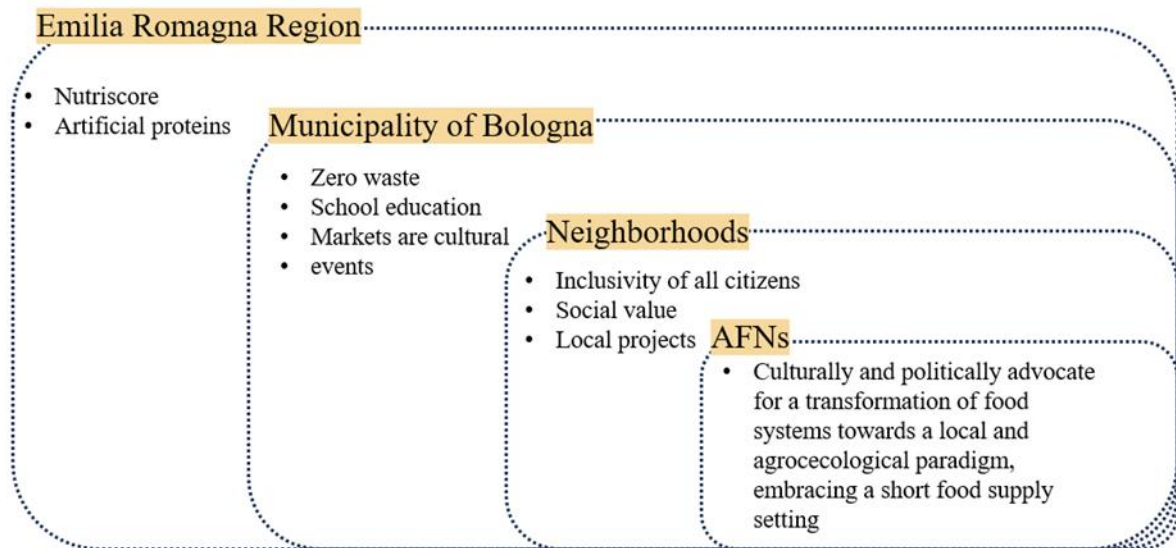 Emilia Romagna Region
• Nutriscore
• Artificial proteins
Municipality of Bologna
• Zero waste
• School education
• Markets are cultural
• events
Neighborhoods
• Inclusivity of all citizens
• Social value
• Local projects
AFNs
• Culturally and politically advocate
for a transformation of food
systems towards a local and
agrocecological paradigm,
embracing a short food supply
setting